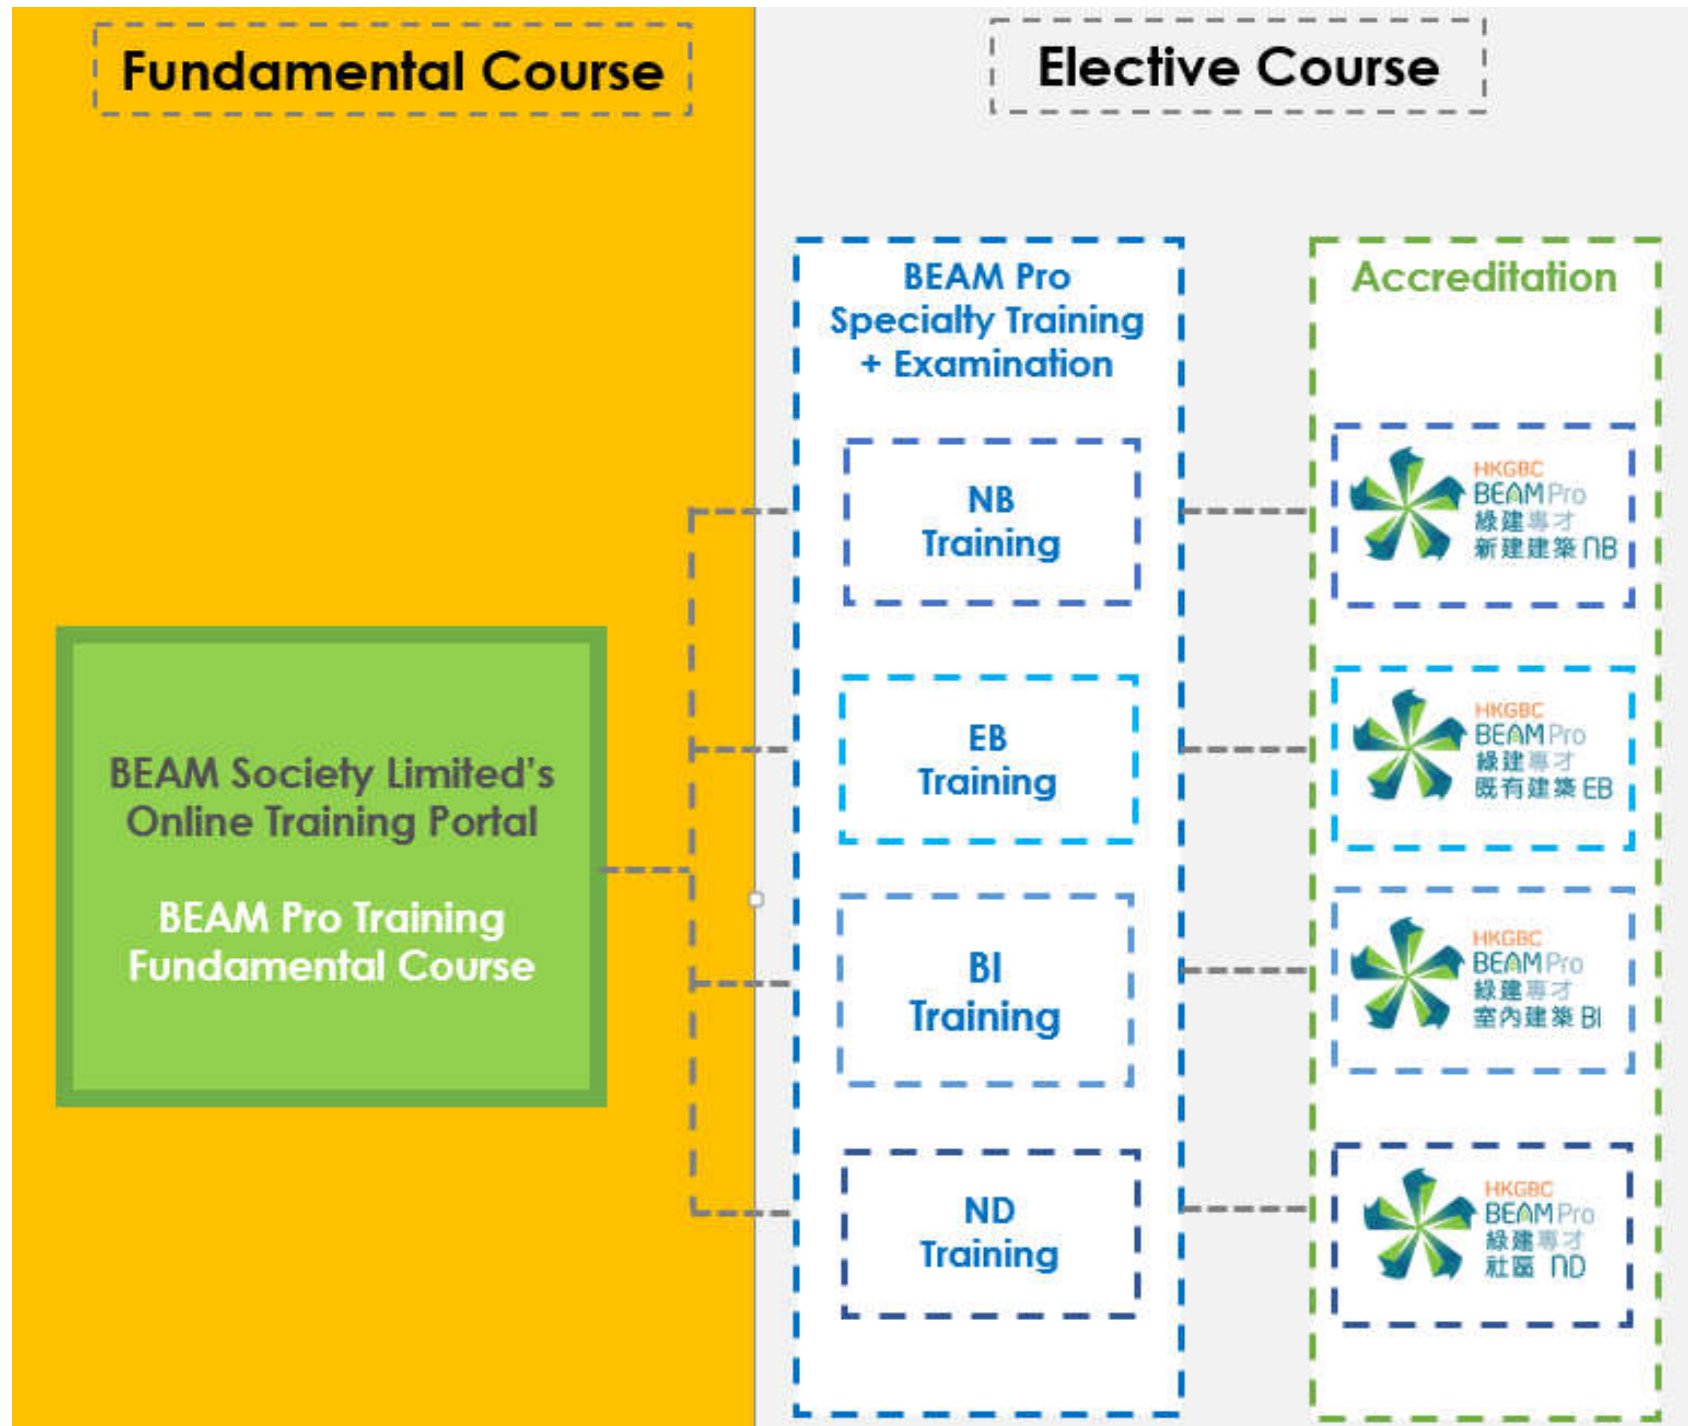 Fundamental Course
Elective Course
BEAM Society Limited's
Online Training Portal
BEAM Pro Training
Fundamental Course
BEAM Pro
Specialty Training
+ Examination
NB
Training
EB
Training
BI
Training
ND
Training
Accreditation
HKGBC
BEAM Pro
綠建專才
新建建築 NB
HKGBC
BEAM Pro
綠建專才
既有建築 EB
HKGBC
BEAM Pro
綠建專才
室內建築 BI
HKGBC
BEAM Pro
綠建專才
社區 ND